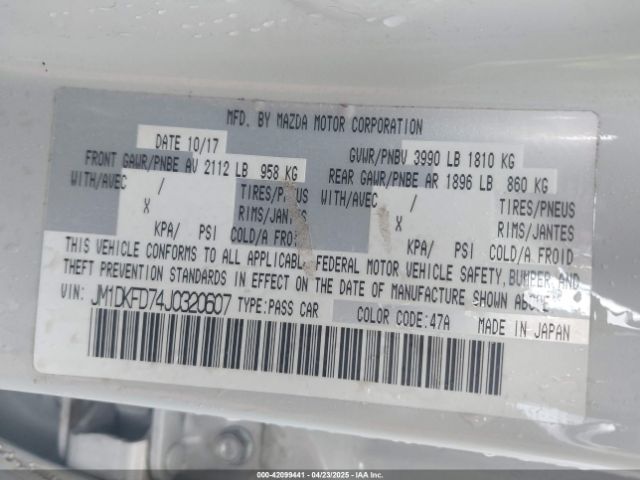 MFD. BY MAZDA MOTOR CORPORATION
DATE 10/17 GVWR/PNBV 3990 LB 1810 KG
FRONT GAWR/PNBE AV 2112 LB 958 KG REAR GAWR/PNBE AR 1896 LB 860 KG
WITH/AVEC / TIRES/PNEUS WITH/AVEC / TIRES/PNEUS
X RIMS/JANTES X RIMS/JANTES
KPA/ PSI COLD/A FROID KPA/ PSI COLD/A FROID
THIS VEHICLE CONFORMS TO ALL APPLICABLE FEDERAL MOTOR VEHICLE SAFETY, BUMPER, AND
THEFT PREVENTION STANDARDS IN EFFECT ON THE DATE OF MANUFACTURE SHOWN ABOVE
VIN: JM1DKFD74J0320607 TYPE:PASS CAR COLOR CODE:47A MADE IN JAPAN
000-42099441 - 04/23/2025 - IAAI.COM